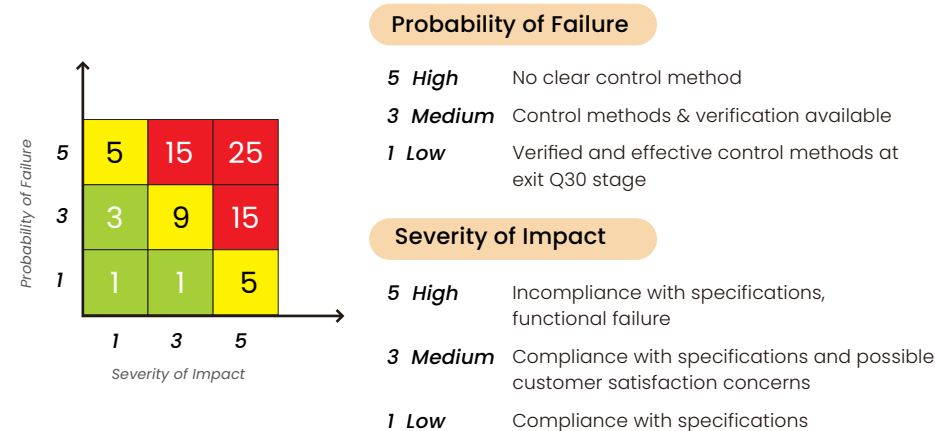 Probability of Failure
5 High No clear control method
3 Medium Control methods & verification available
1 Low Verified and effective control methods at
exit Q30 stage
Probability of Failure
5 5 15 25
3 3 9 15
1 1 1 5
1 3 5
Severity of Impact
Severity of Impact
5 High Incompliance with specifications,
functional failure
3 Medium Compliance with specifications and possible
customer satisfaction concerns
1 Low Compliance with specifications